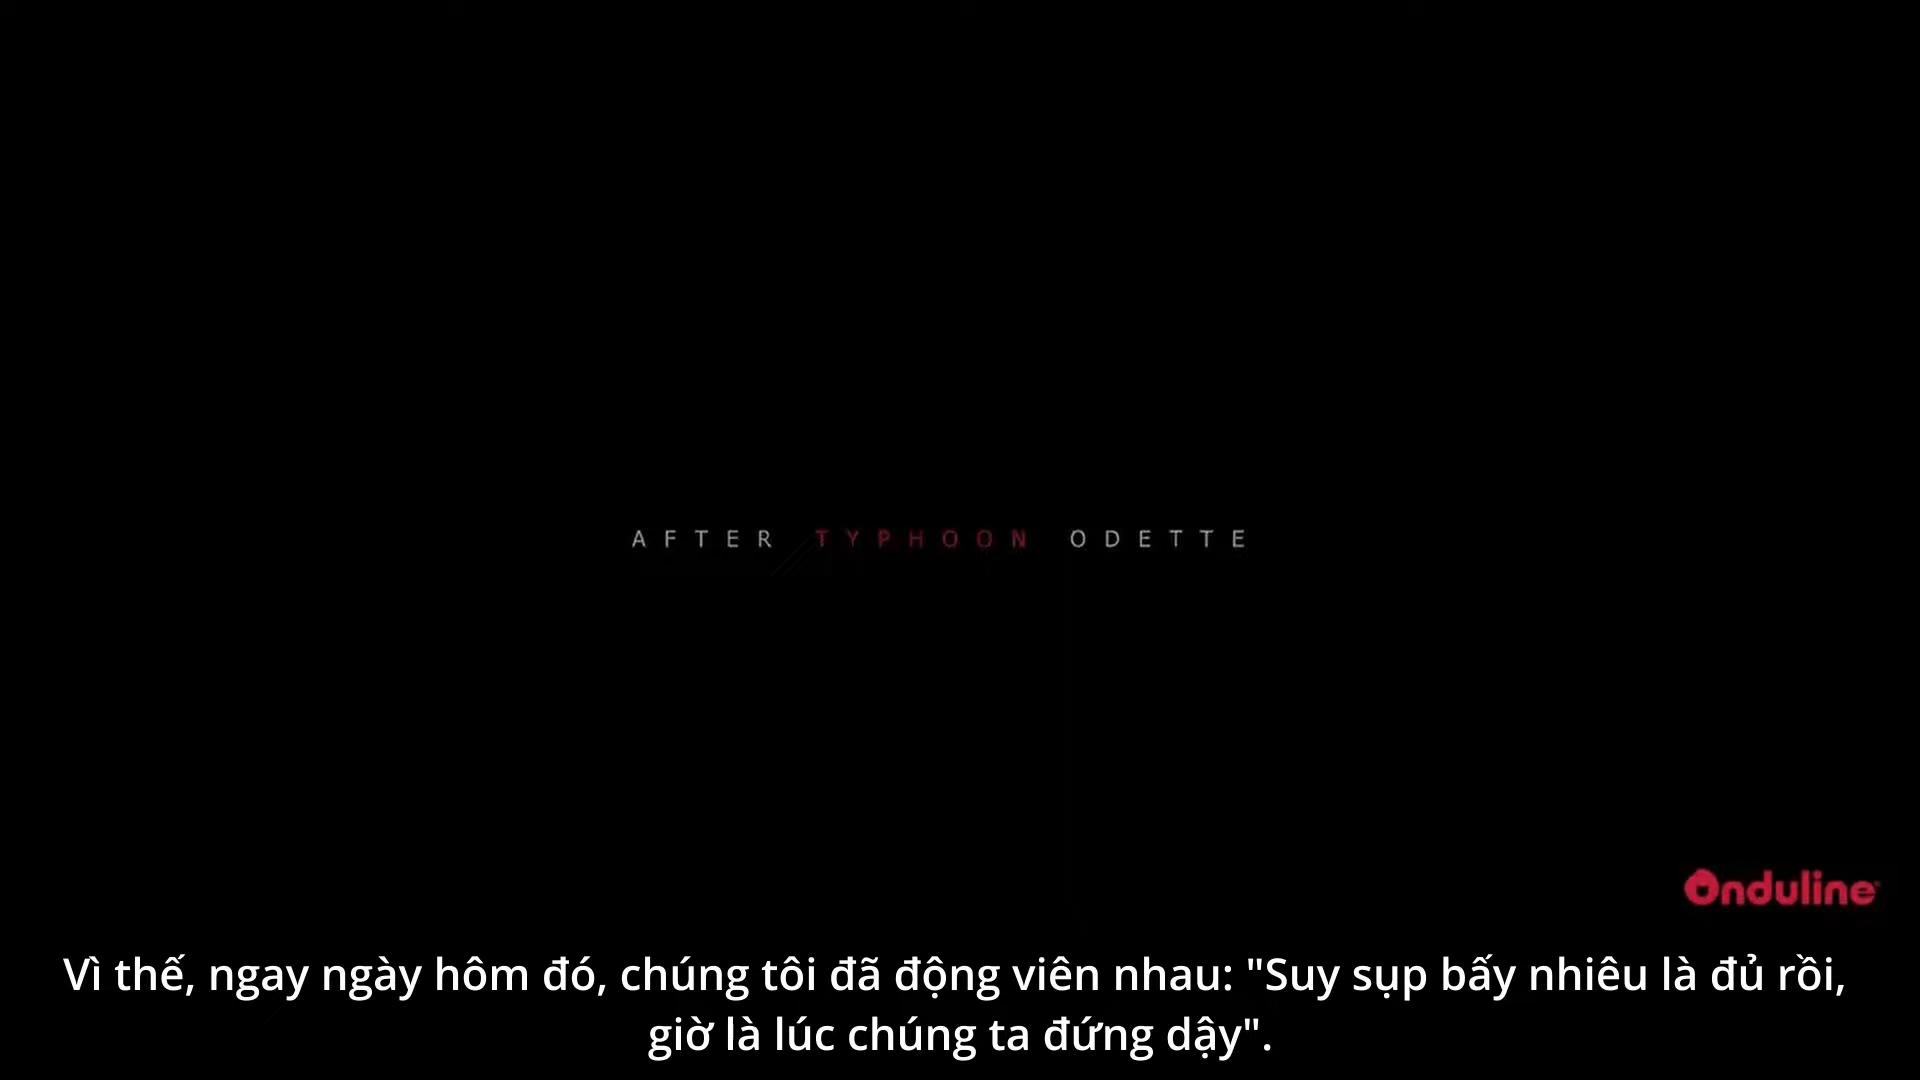 AFTER TYPHOON ODETTE
Onduline
Vì thế, ngay ngày hôm đó, chúng tôi đã động viên nhau: "Suy sụp bấy nhiêu là đủ rồi,
giờ là lúc chúng ta đứng dậy".